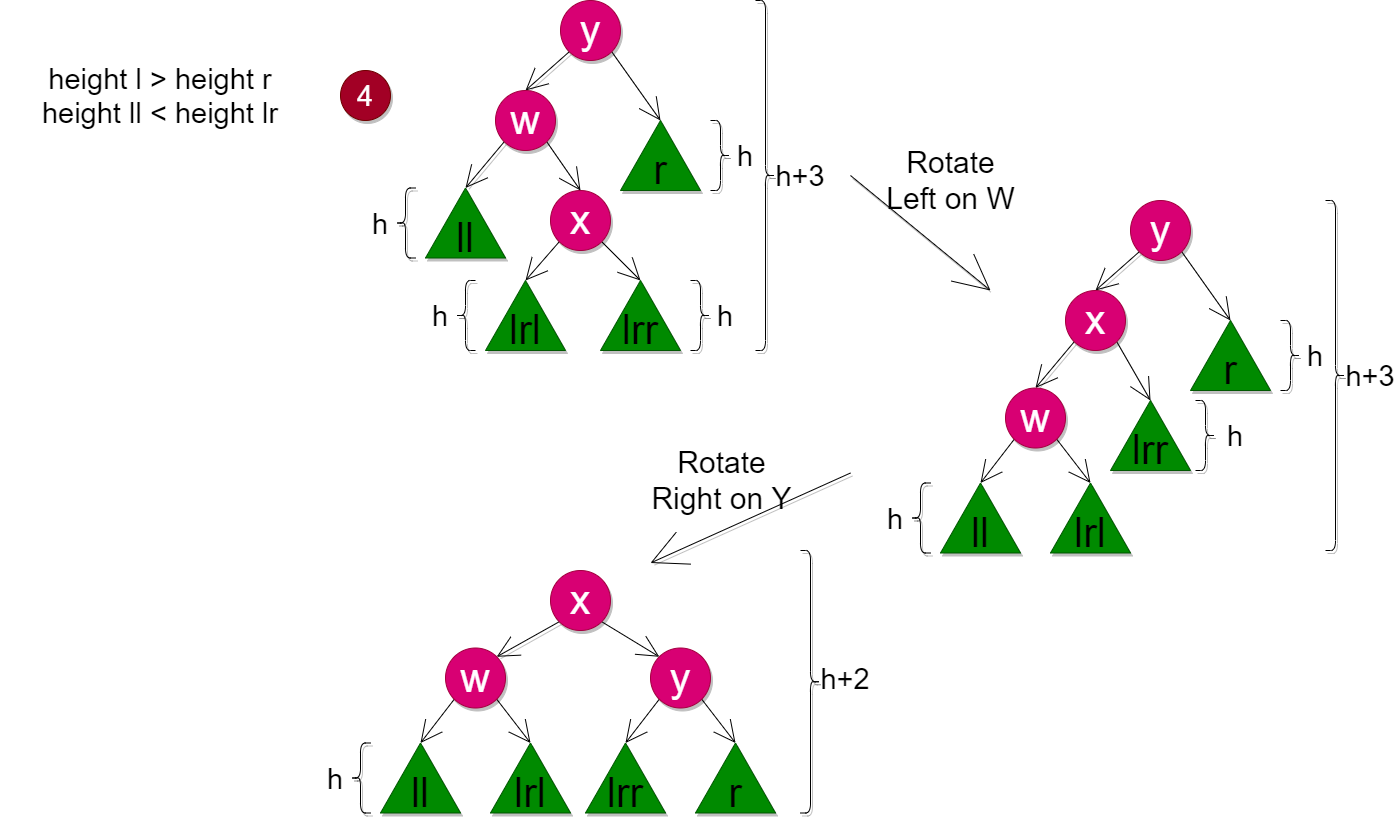 height l > height r
height ll < height lr
4
y
w
r
h
h+3
ll
h
x
lrl
lrr
h
h
Rotate
Left on W
y
x
r
h
h+3
w
lrr
h
ll
lrl
h
Rotate
Right on Y
x
w
y
h+2
h
ll
lrl
lrr
r